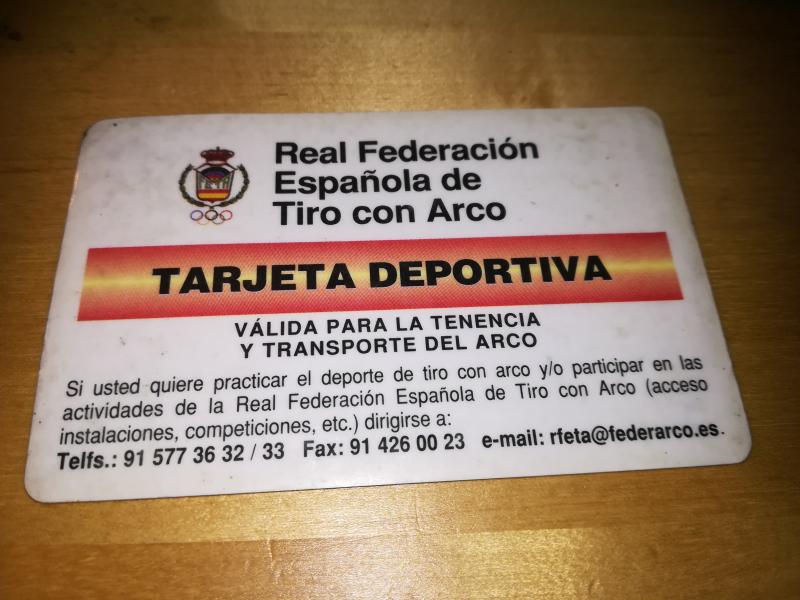 Real Federación
Española de
Tiro con Arco
TARJETA DEPORTIVA
VÁLIDA PARA LA TENENCIA
Y TRANSPORTE DEL ARCO
Si usted quiere practicar el deporte de tiro con arco y/o participar en las
actividades de la Real Federación Española de Tiro con Arco (acceso
instalaciones, competiciones, etc.) dirigirse a:
Telfs.: 91 577 36 32 / 33 Fax: 91 426 00 23 e-mail: rfeta@federarco.es.